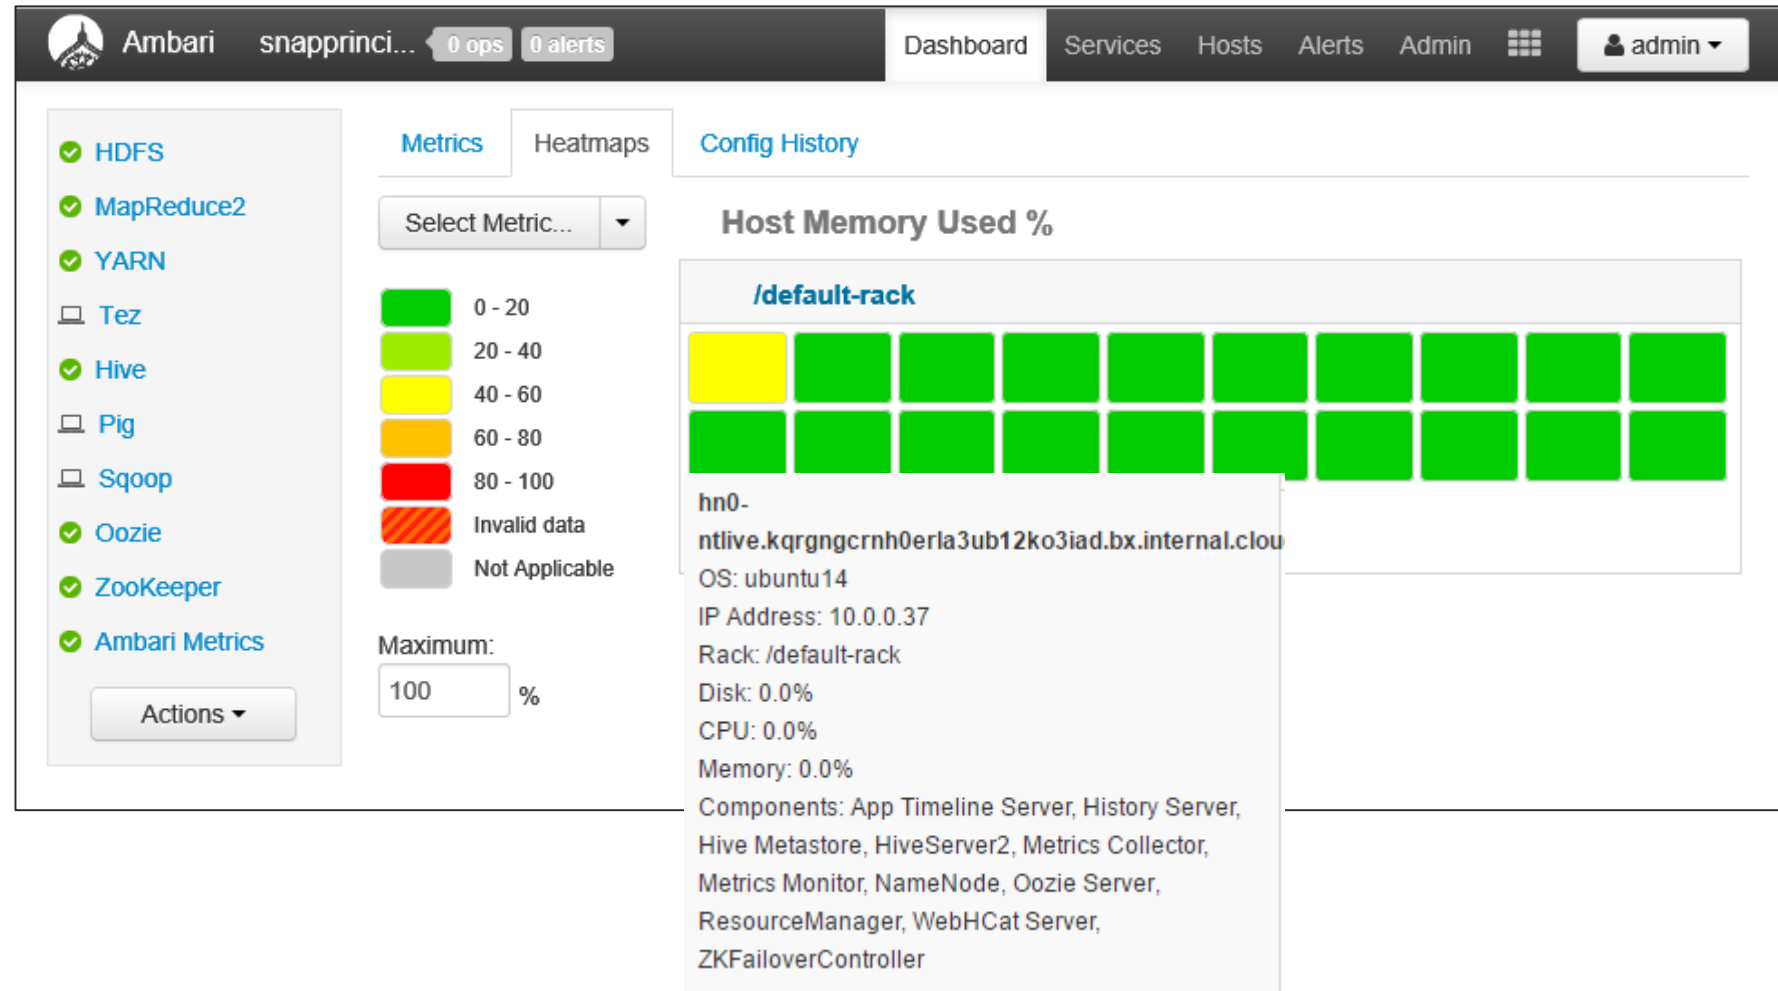 Ambari snapprinci... 0 ops 0 alerts Dashboard Services Hosts Alerts Admin admin
HDFS
MapReduce2
YARN
Tez
Hive
Pig
Sqoop
Oozie
ZooKeeper
Ambari Metrics
Actions
Metrics Heatmaps Config History
Select Metric...
0 - 20
20 - 40
40 - 60
60 - 80
80 - 100
Invalid data
Not Applicable
Maximum:
100 %
Host Memory Used %
/default-rack
hn0-
ntlive.kqrgngcrnh0erla3ub12ko3iad.bx.internal.clou
OS: ubuntu14
IP Address: 10.0.0.37
Rack: /default-rack
Disk: 0.0%
CPU: 0.0%
Memory: 0.0%
Components: App Timeline Server, History Server,
Hive Metastore, HiveServer2, Metrics Collector,
Metrics Monitor, NameNode, Oozie Server,
ResourceManager, WebHCat Server,
ZKFailoverController